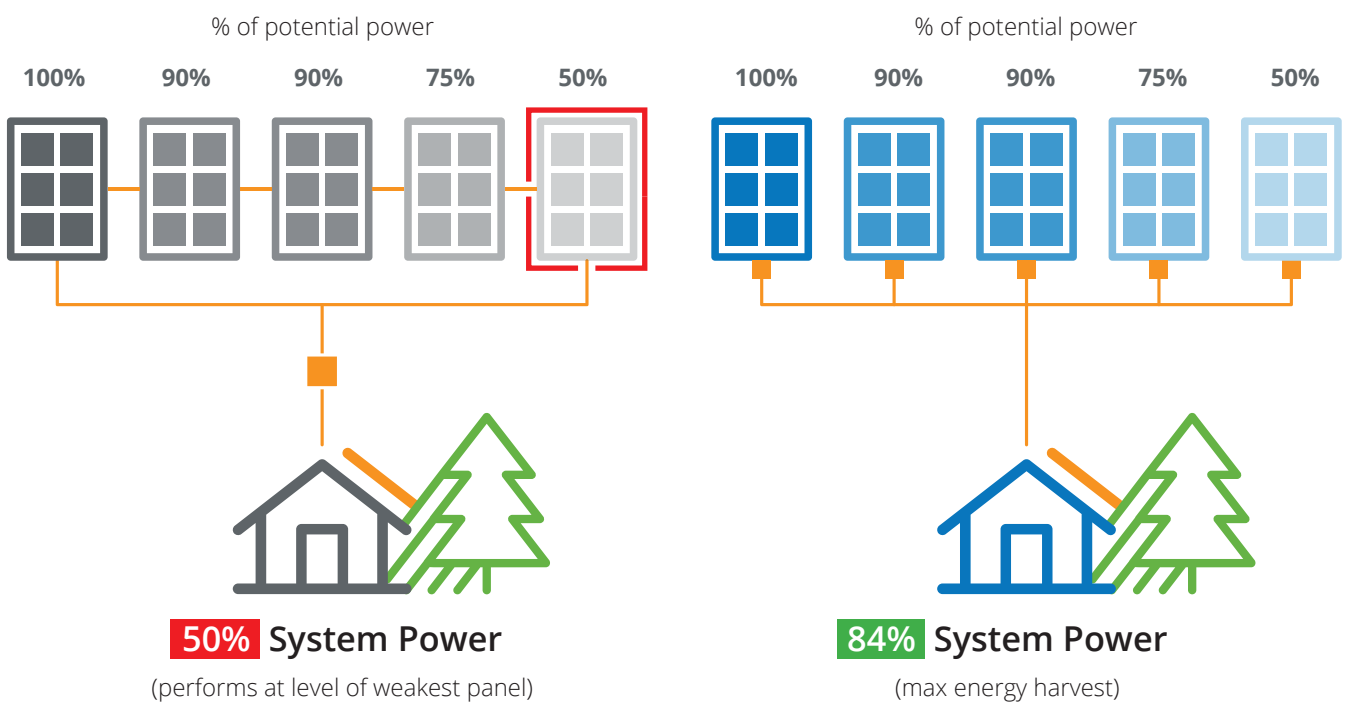 % of potential power
100% 90% 90% 75% 50%
50% System Power
(performs at level of weakest panel)
% of potential power
100% 90% 90% 75% 50%
84% System Power
(max energy harvest)